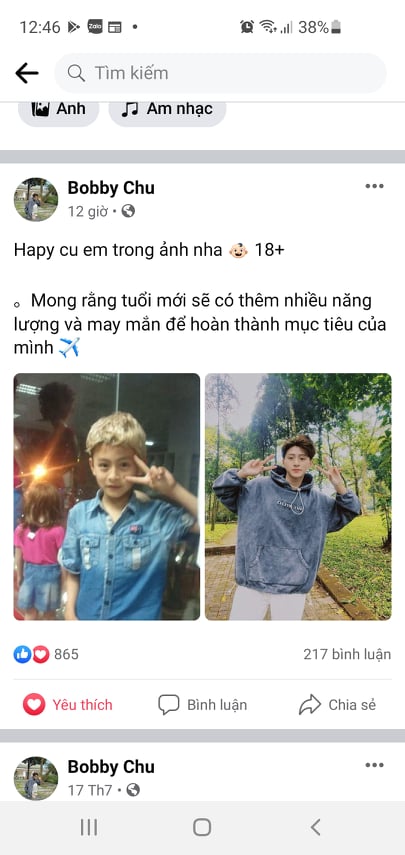 12:46
Zalo
38%
Tìm kiếm
Ảnh
Âm nhạc
Bobby Chu
12 giờ
Hapy cu em trong ảnh nha 👶🏻 18+
。Mong rằng tuổi mới sẽ có thêm nhiều năng
lượng và may mắn để hoàn thành mục tiêu của
mình ✈️
865
217 bình luận
Yêu thích
Bình luận
Chia sẻ
Bobby Chu
17 Th7